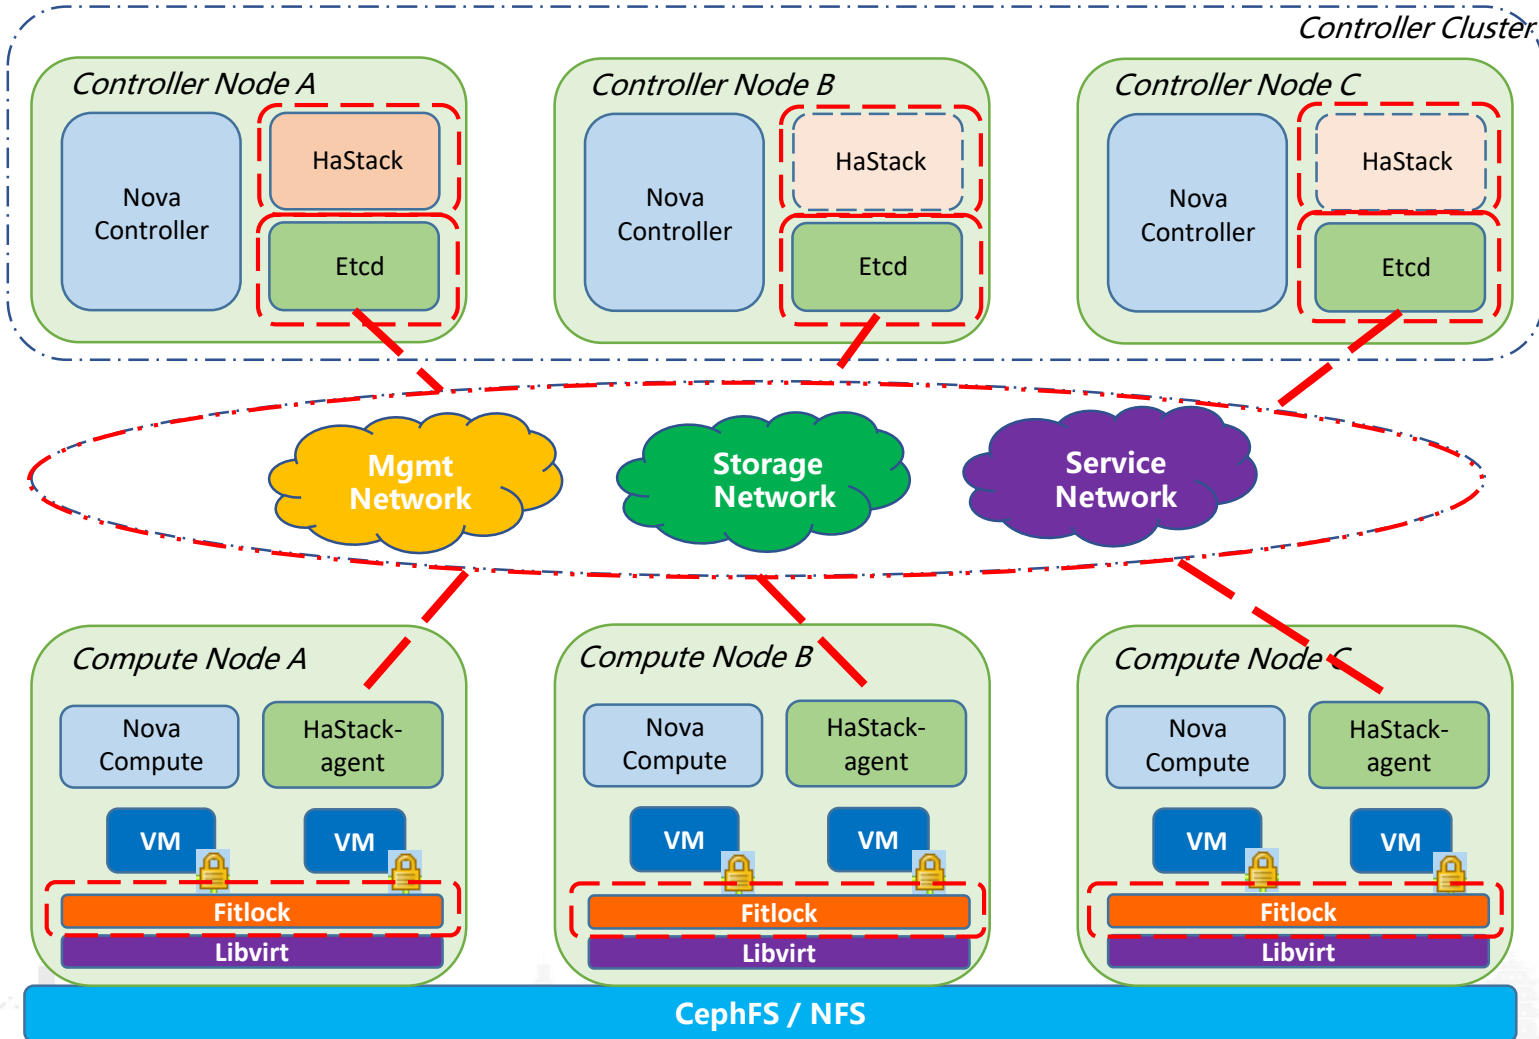 Controller Cluster
Controller Node A
Nova
Controller
HaStack
Etcd
Controller Node B
Nova
Controller
HaStack
Etcd
Controller Node C
Nova
Controller
HaStack
Etcd
Mgmt
Network
Storage
Network
Service
Network
Compute Node A
Nova
Compute
HaStack-
agent
VM
VM
Fitlock
Libvirt
Compute Node B
Nova
Compute
HaStack-
agent
VM
VM
Fitlock
Libvirt
Compute Node C
Nova
Compute
HaStack-
agent
VM
VM
Fitlock
Libvirt
CephFS / NFS